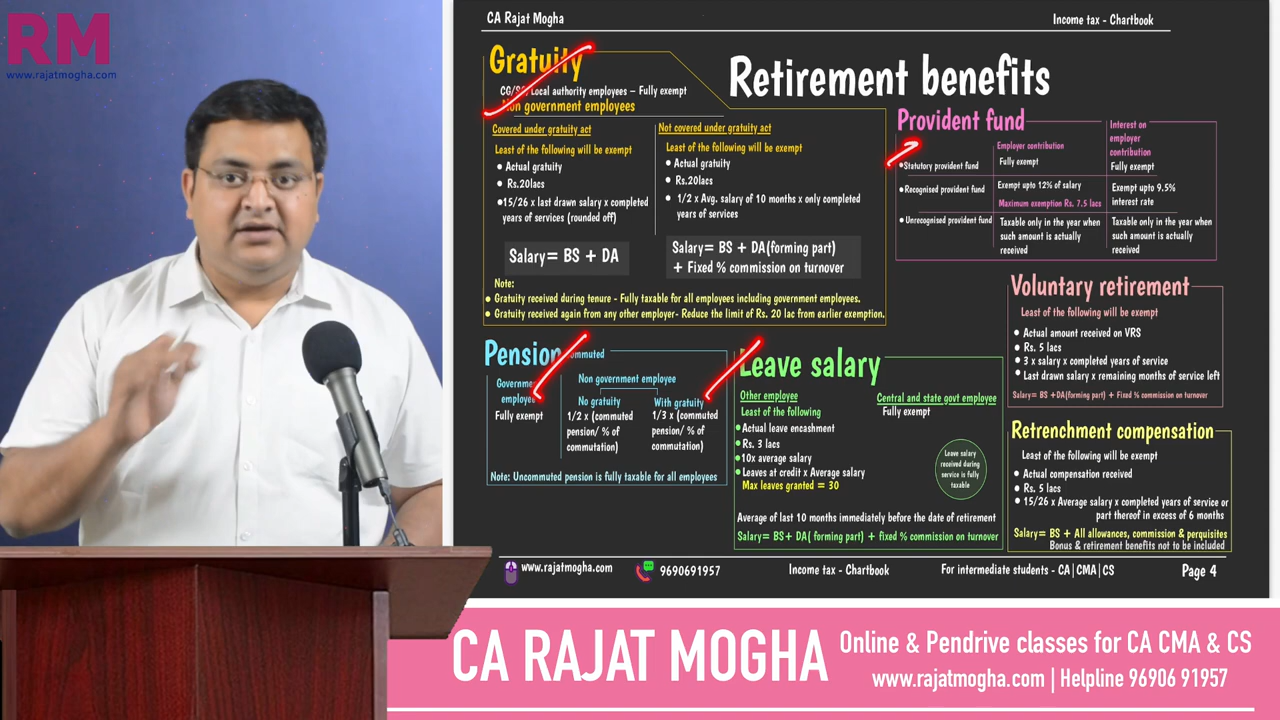 RM
www.rajatmogha.com
CA Rajat Mogha
Income tax - Chartbook
Retirement benefits
Gratuity
CG/SG, Local authority employees – Fully exempt
Non government employees
Covered under gratuity act
Least of the following will be exempt
• Actual gratuity
• Rs.20lacs
•15/26 x last drawn salary x completed
years of services (rounded off)
Salary= BS + DA
Not covered under gratuity act
Least of the following will be exempt
• Actual gratuity
• Rs.20lacs
• 1/2 x Avg. salary of 10 months x only completed
years of services
Salary= BS + DA(forming part)
+ Fixed % commission on turnover
Note:
• Gratuity received during tenure - Fully taxable for all employees including government employees.
• Gratuity received again from any other employer- Reduce the limit of Rs. 20 lac from earlier exemption.
Provident fund
Employer contribution
Interest on
employer
contribution
•Statutory provident fund
Fully exempt
Fully exempt
•Recognised provident fund
Exempt upto 12% of salary
Maximum exemption Rs. 7.5 lacs
Exempt upto 9.5%
interest rate
•Unrecognised provident fund
Taxable only in the year when
such amount is actually
received
Taxable only in the year when
such amount is actually
received
Voluntary retirement
Least of the following will be exempt
• Actual amount received on VRS
• Rs. 5 lacs
• 3 x salary x completed years of service
• Last drawn salary x remaining months of service left
Salary= BS +DA(forming part) + Fixed % commission on turnover
Pension
commuted
Government
employee
Fully exempt
Non government employee
No gratuity
1/2 x (commuted
pension/ % of
commutation)
With gratuity
1/3 x (commuted
pension/ % of
commutation)
Note: Uncommuted pension is fully taxable for all employees
Leave salary
Other employee
Least of the following
•Actual leave encashment
•Rs. 3 lacs
•10x average salary
•Leaves at credit x Average salary
Max leaves granted = 30
Central and state govt employee
Fully exempt
Leave salary
received during
service is fully
taxable
Average of last 10 months immediately before the date of retirement
Salary= BS+ DA( forming part) + fixed % commission on turnover
Retrenchment compensation
Least of the following will be exempt
• Actual compensation received
• Rs. 5 lacs
• 15/26 x Average salary x completed years of service or
part thereof in excess of 6 months
Salary= BS + All allowances, commission & perquisites
Bonus & retirement benefits not to be included
www.rajatmogha.com
9690691957
Income tax - Chartbook
For intermediate students - CA|CMA|CS
Page 4
CA RAJAT MOGHA
Online & Pendrive classes for CA CMA & CS
www.rajatmogha.com | Helpline 96906 91957